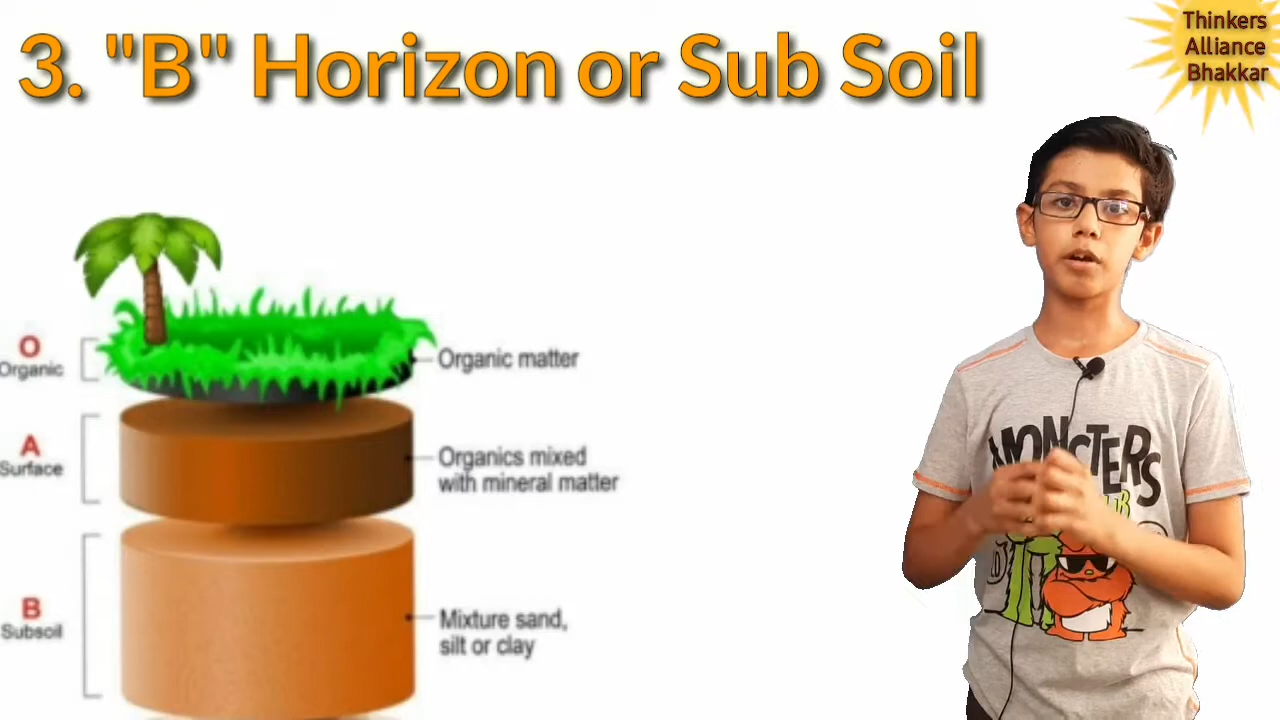 3. "B" Horizon or Sub Soil
Thinkers
Alliance
Bhakkar
O
Organic
Organic matter
A
Surface
Organics mixed
with mineral matter
B
Subsoil
Mixture sand,
silt or clay
MONSTERS